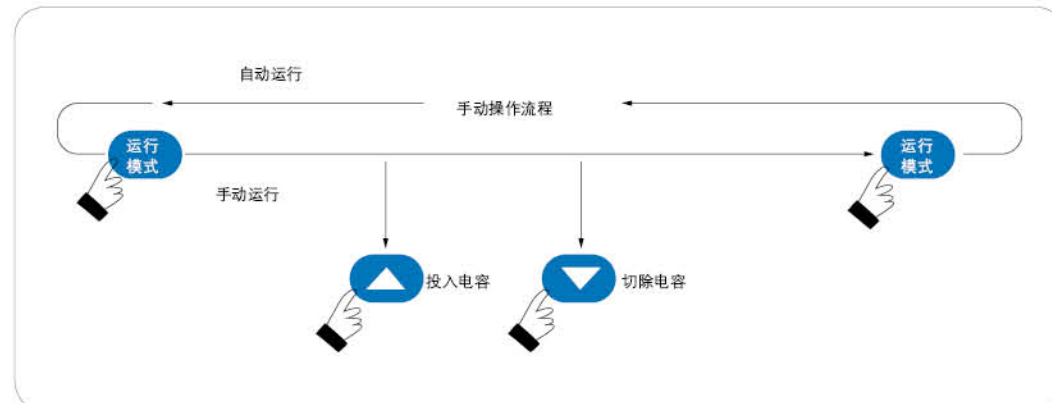 自动运行
手动操作流程
运行
模式
运行
模式
手动运行
投入电容
切除电容